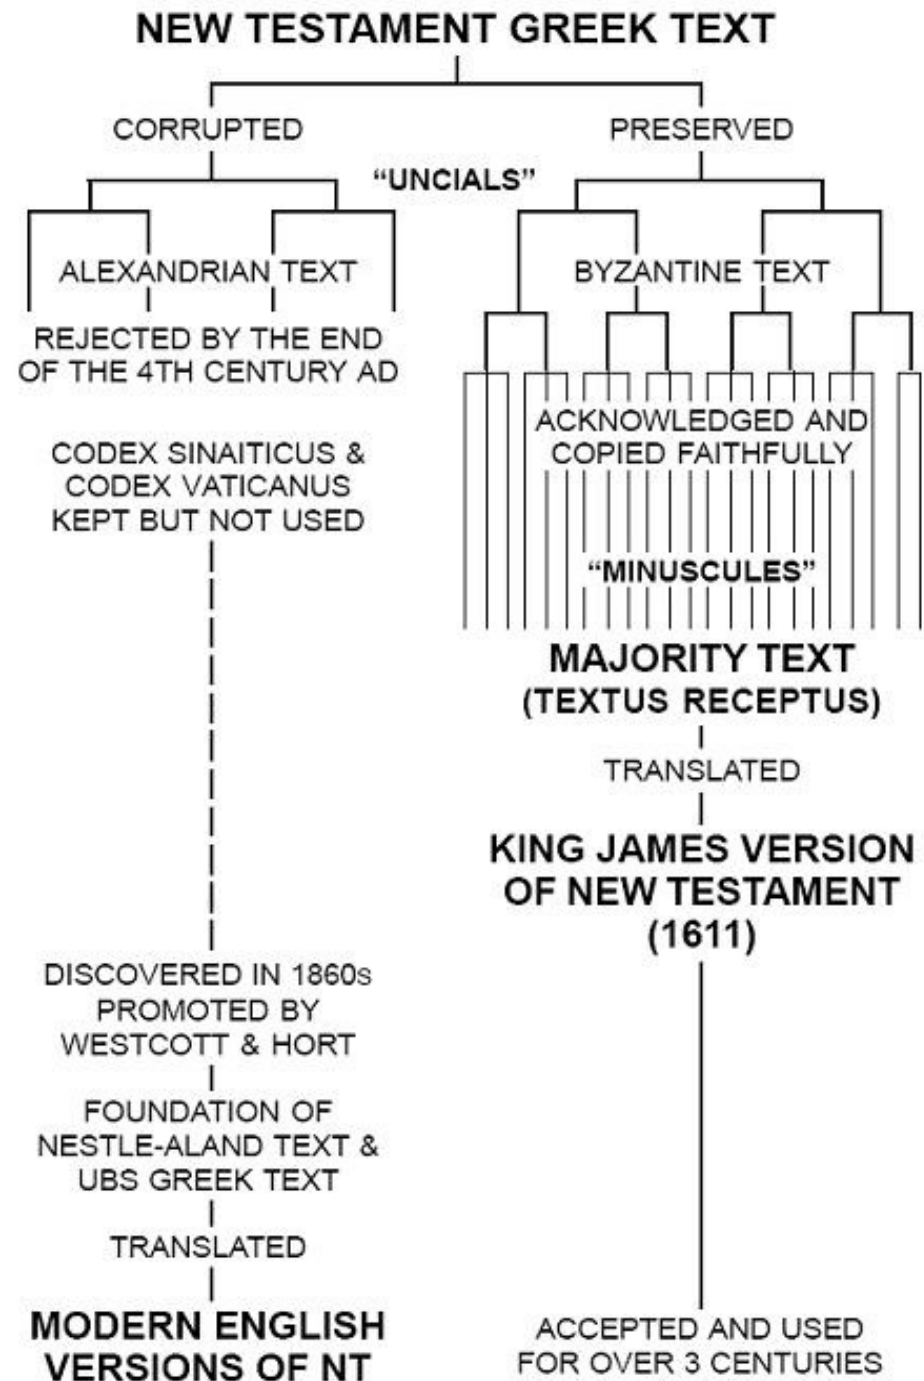 NEW TESTAMENT GREEK TEXT
CORRUPTED
PRESERVED
“UNCIALS”
ALEXANDRIAN TEXT
BYZANTINE TEXT
REJECTED BY THE END
OF THE 4TH CENTURY AD
ACKNOWLEDGED AND
COPIED FAITHFULLY
CODEX SINAITICUS &
CODEX VATICANUS
KEPT BUT NOT USED
“MINUSCULES”
MAJORITY TEXT
(TEXTUS RECEPTUS)
TRANSLATED
KING JAMES VERSION
OF NEW TESTAMENT
(1611)
DISCOVERED IN 1860s
PROMOTED BY
WESTCOTT & HORT
FOUNDATION OF
NESTLE-ALAND TEXT &
UBS GREEK TEXT
TRANSLATED
MODERN ENGLISH
VERSIONS OF NT
ACCEPTED AND USED
FOR OVER 3 CENTURIES